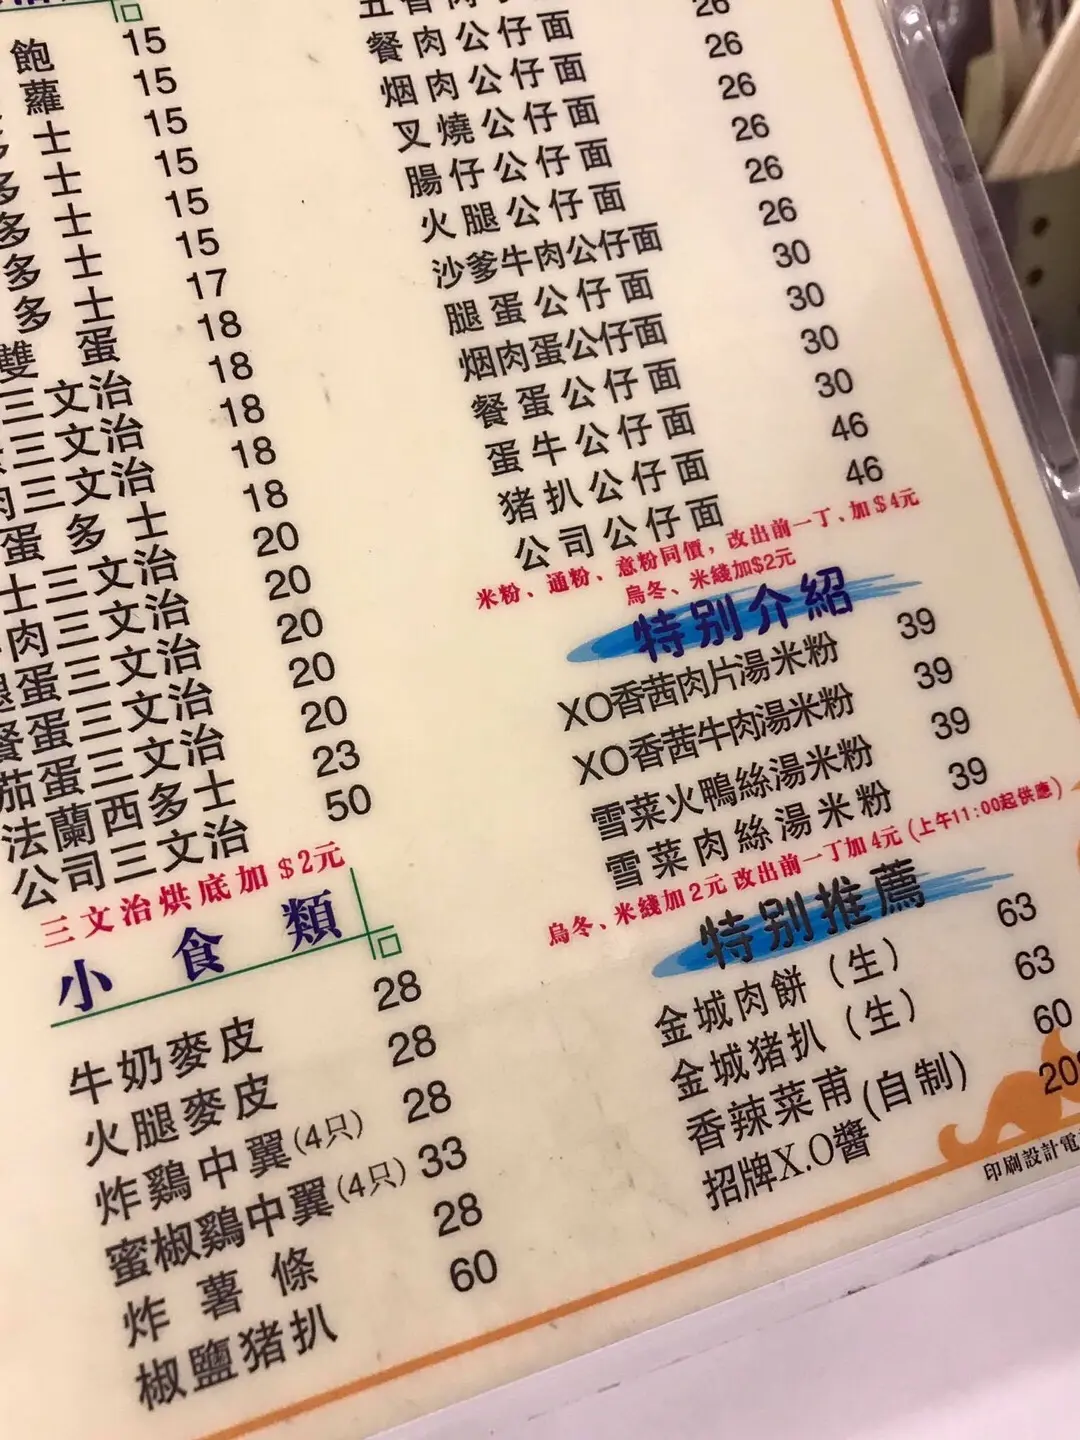 飽 15
蘿 15
士 15
士 15
多 士 15
多 士 15
多 士 17
雙 蛋 18
三文治 18
三文治 18
肉三文治 18
蛋 多 士 18
士三文治 20
肉三文治 20
腿蛋三文治 20
餐蛋三文治 20
茄蛋三文治 20
法蘭西多士 23
公司三文治 50
三文治烘底加＄2元
小 食 類
牛奶麥皮 28
火腿麥皮 28
炸鷄中翼(4只) 28
蜜椒鷄中翼(4只) 33
炸 薯 條 28
椒鹽猪扒 60
餐肉公仔面 26
烟肉公仔面 26
叉燒公仔面 26
腸仔公仔面 26
火腿公仔面 26
沙爹牛肉公仔面 26
腿蛋公仔面 30
烟肉蛋公仔面 30
餐蛋公仔面 30
蛋牛公仔面 30
猪扒公仔面 46
公司公仔面 46
米粉、通粉、意粉同價，改出前一丁、加＄4元
烏冬、米綫加$2元
特别介紹
XO香茜肉片湯米粉 39
XO香茜牛肉湯米粉 39
雪菜火鴨絲湯米粉 39
雪菜肉絲湯米粉 39
烏冬、米綫加2元 改出前一丁加4元(上午11:00起供應)
特别推薦
金城肉餅（生） 63
金城猪扒（生） 63
香辣菜甫(自制) 60
招牌X.O醬
印刷設計電